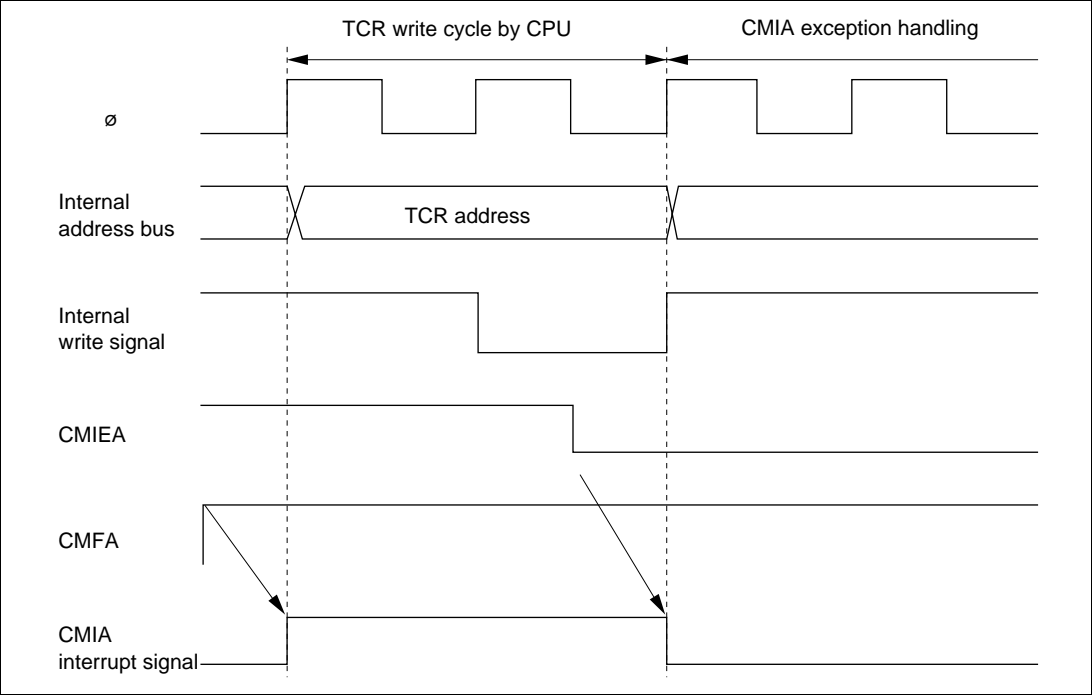 TCR write cycle by CPU
CMIA exception handling
ø
Internal
address bus
TCR address
Internal
write signal
CMIEA
CMFA
CMIA
interrupt signal